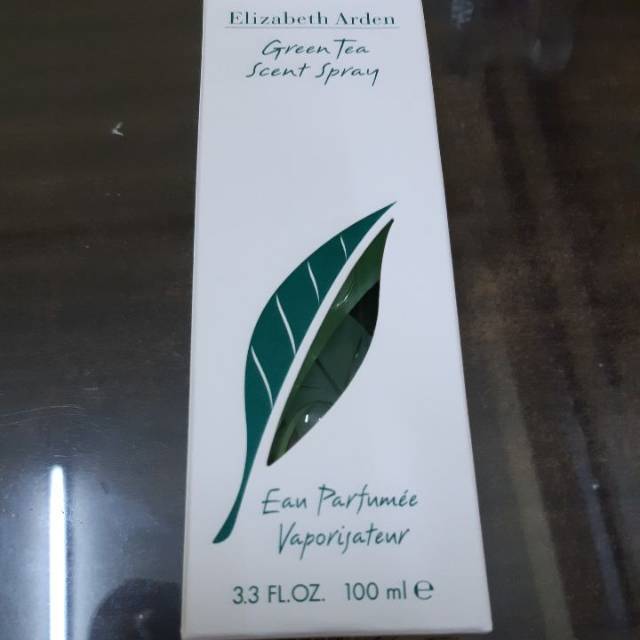 Elizabeth Arden
Green Tea
Scent Spray
Eau Parfumée
Vaporisateur
3.3 FL.OZ. 100 ml e